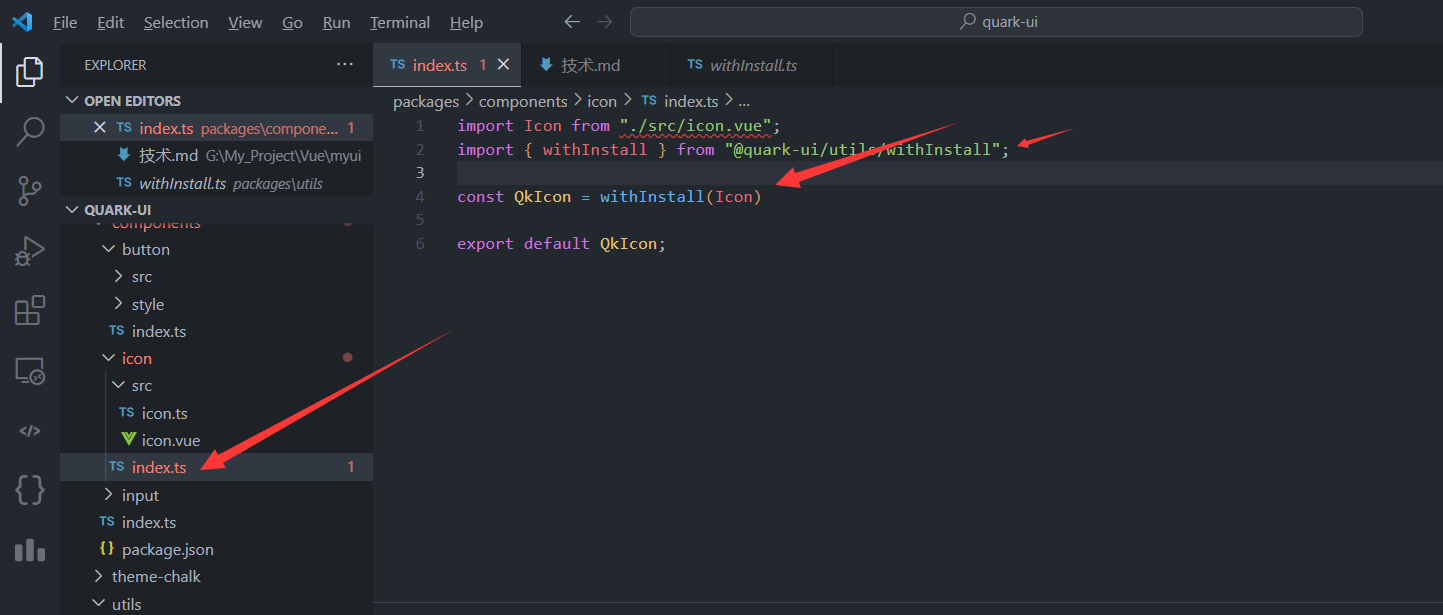 File Edit Selection View Go Run Terminal Help
quark-ui
EXPLORER
OPEN EDITORS
index.ts packages\compone... 1
技术.md G:\My_Project\Vue\myui
withInstall.ts packages\utils
QUARK-UI
components
button
src
style
TS index.ts
icon
src
TS icon.ts
icon.vue
TS index.ts 1
input
TS index.ts
{} package.json
theme-chalk
utils
TS index.ts 1
技术.md
TS withInstall.ts
packages > components > icon > TS index.ts > ...
1 import Icon from "./src/icon.vue";
2 import { withInstall } from "@quark-ui/utils/withInstall";
3
4 const QkIcon = withInstall(Icon)
5
6 export default QkIcon;